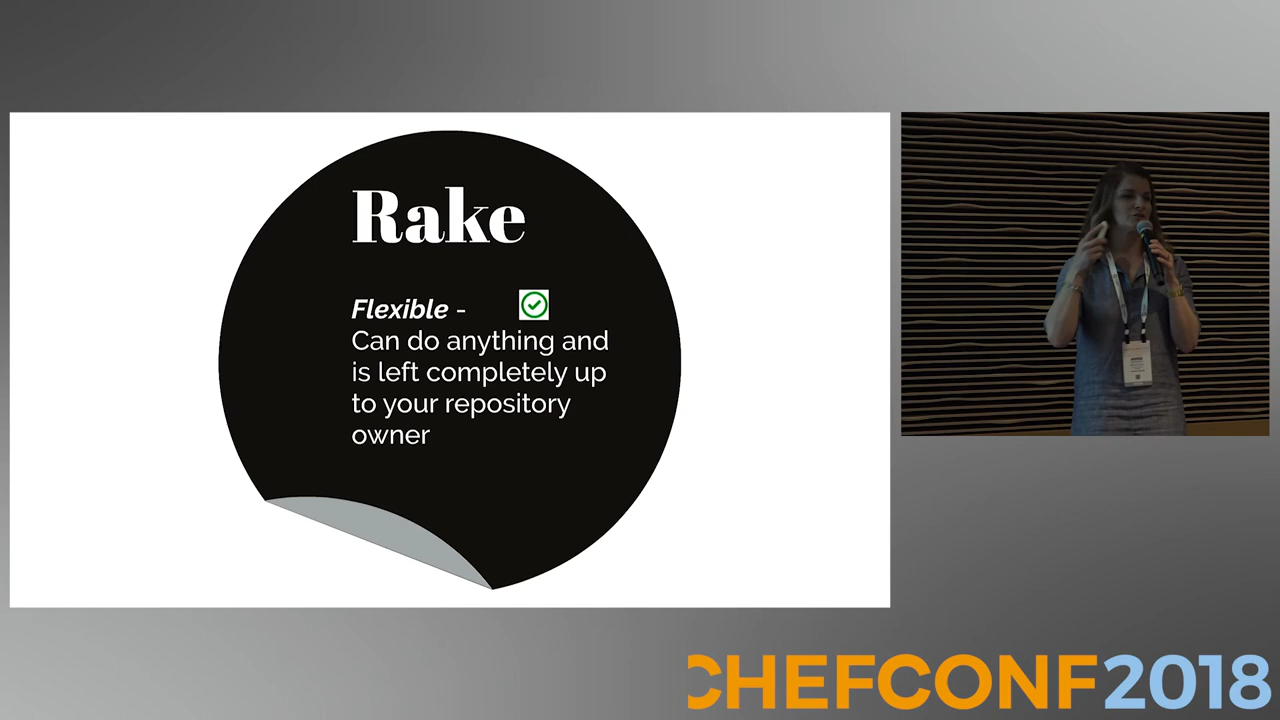 Rake
Flexible -
Can do anything and
is left completely up
to your repository
owner
CHEFCONF2018